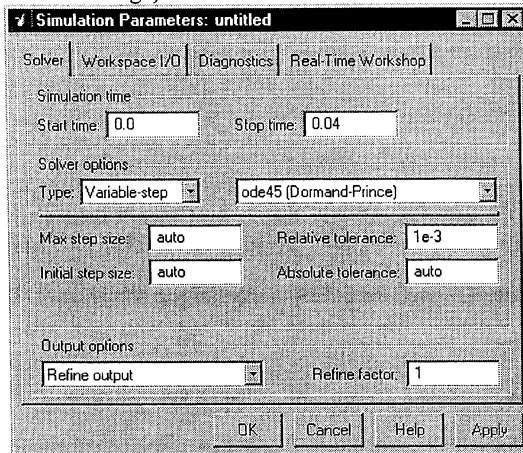 Simulation Parameters: untitled
Solver Workspace I/O Diagnostics Real-Time Workshop
Simulation time
Start time: 0.0 Stop time: 0.04
Solver options
Type: Variable-step ode45 (Dormand-Prince)
Max step size: auto Relative tolerance: 1e-3
Initial step size: auto Absolute tolerance: auto
Output options
Refine output Refine factor: 1
OK Cancel Help Apply